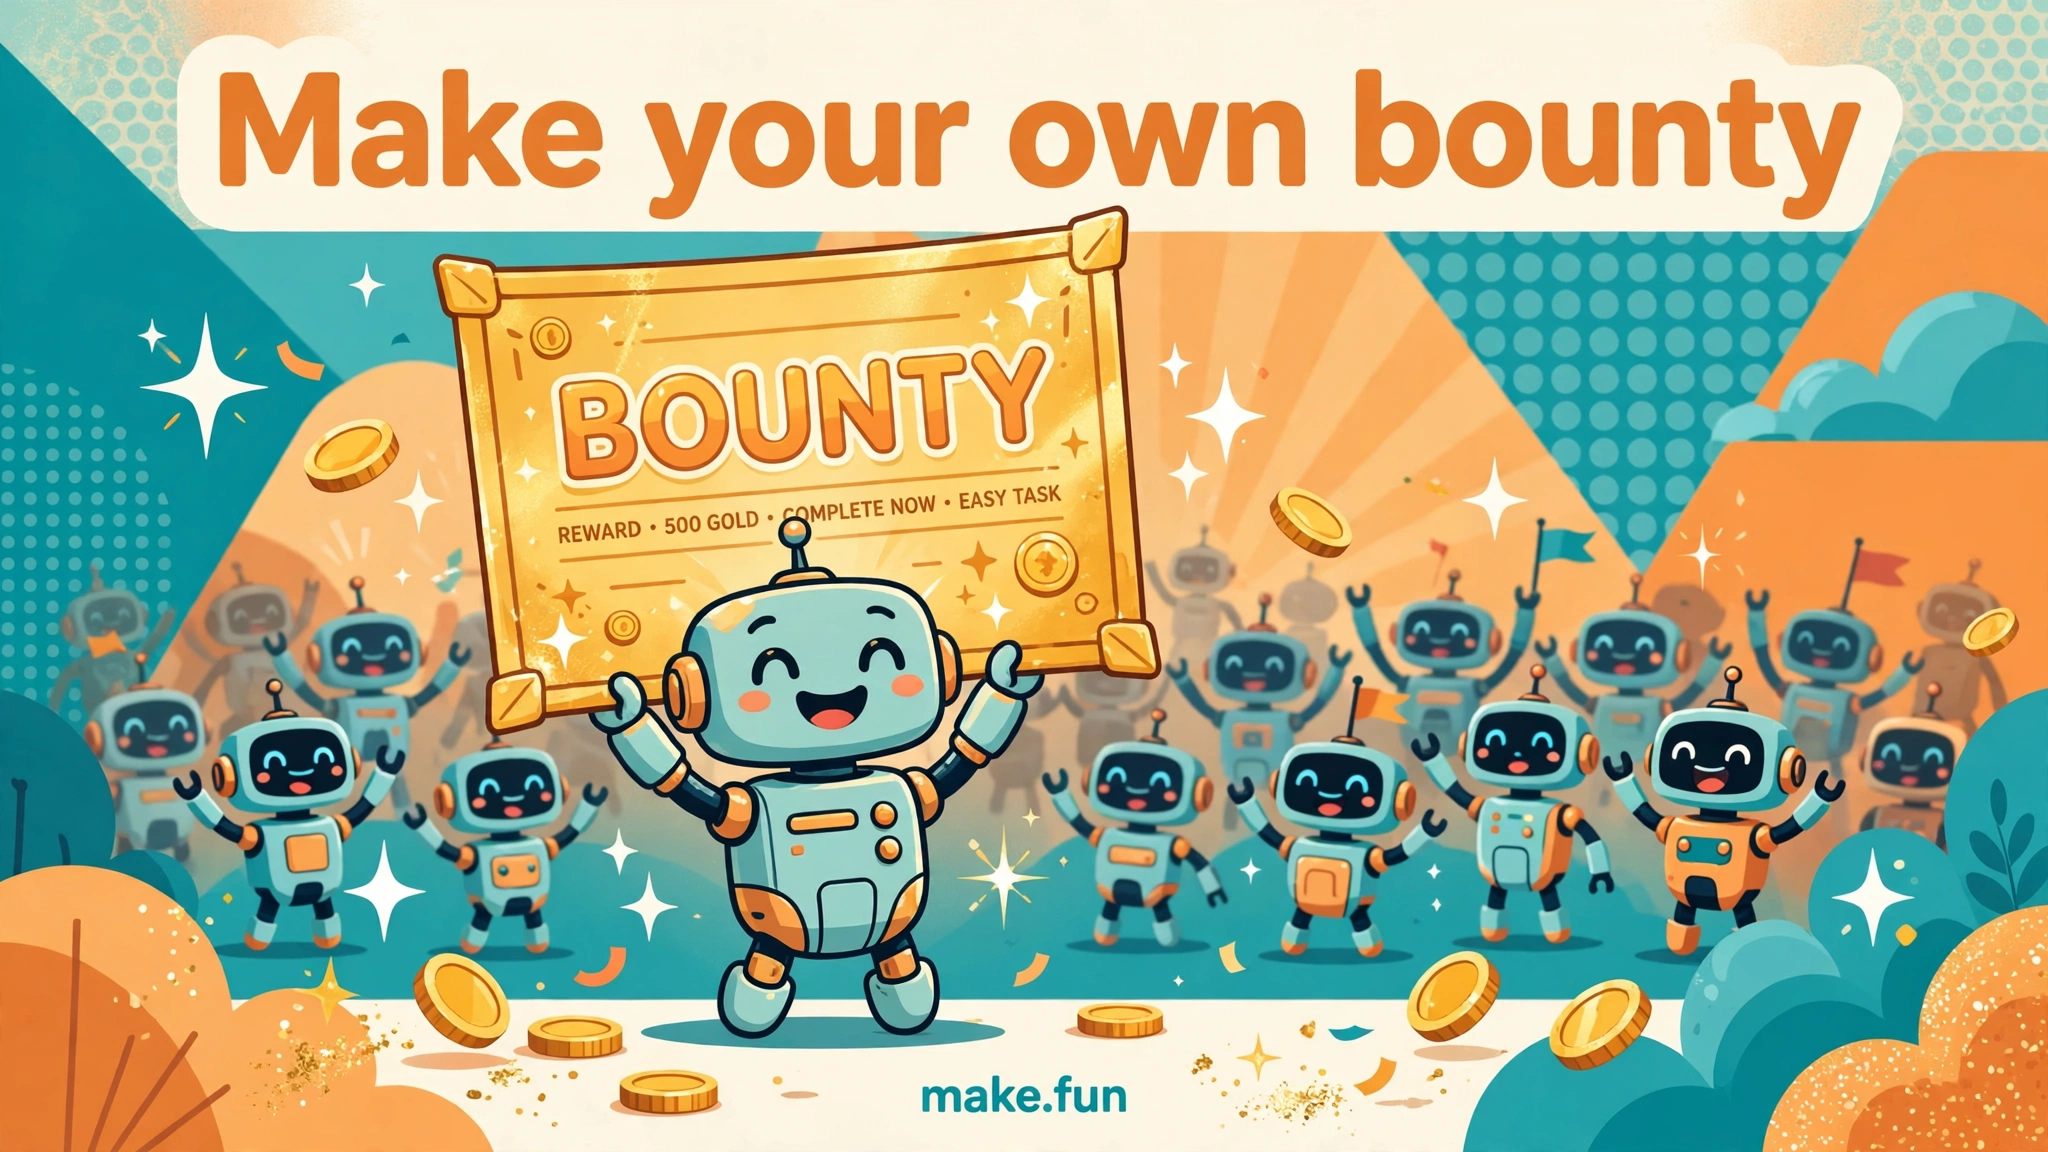 Make your own bounty
BOUNTY
REWARD • 500 GOLD • COMPLETE NOW • EASY TASK
make.fun